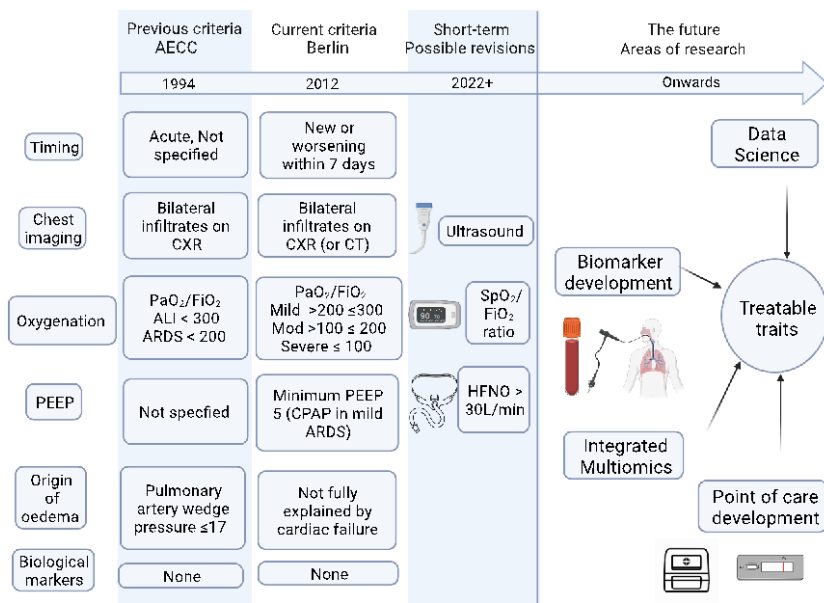 Previous criteria
AECC
Current criteria
Berlin
Short-term
Possible revisions
The future
Areas of research
1994
2012
2022+
Onwards
Timing
Acute, Not
specified
New or
worsening
within 7 days
Data
Science
Chest
imaging
Bilateral
infiltrates on
CXR
Bilateral
infiltrates on
CXR (or CT)
Ultrasound
Biomarker
development
Oxygenation
PaO₂/FiO₂
ALI < 300
ARDS < 200
PaO₂/FiO₂
Mild >200 ≤300
Mod >100 ≤ 200
Severe ≤ 100
90
SpO₂/
FiO₂
ratio
Treatable
traits
PEEP
Not specfied
Minimum PEEP
5 (CPAP in mild
ARDS)
HFNO >
30L/min
Integrated
Multiomics
Origin
of
oedema
Pulmonary
artery wedge
pressure ≤17
Not fully
explained by
cardiac failure
Point of care
development
Biological
markers
None
None